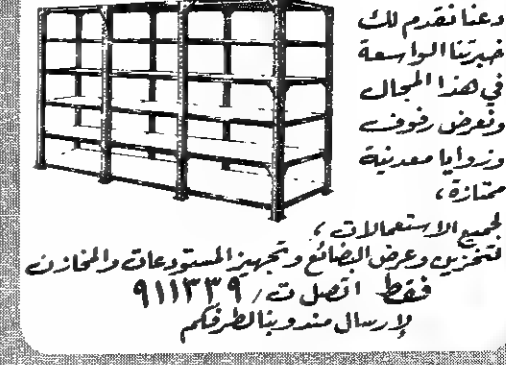 دعنا نقدم لك
خبرتنا الواسعة
في هذا المجال
ونعرض رفوف
وزوايا معدنية
ممتازة،
لجميع الاستعمالات،
لتخزين وعرض البضائع وتجهيز المستودعات والمخازن
فقط اتصل ت/ ٩١١٣٣٩
لإرسال مندوبنا لطرفكم